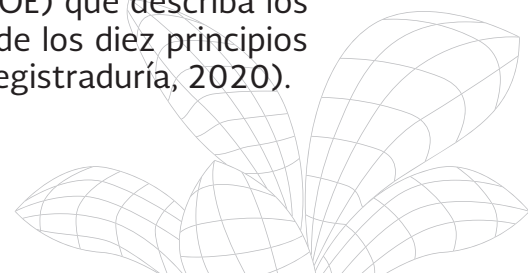 OE) que describa los
de los diez principios
egistraduría, 2020).